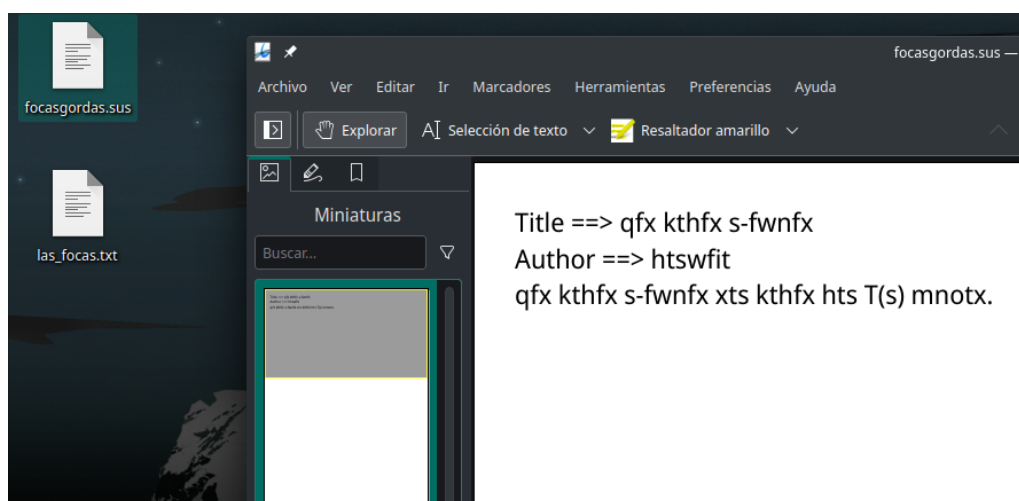 focasgordas.sus
las_focas.txt
focasgordas.sus —
Archivo Ver Editar Ir Marcadores Herramientas Preferencias Ayuda
Explorar Selección de texto Resaltador amarillo
Miniaturas
Buscar...
Title ==> qfx kthfx s-fwnfx
Author ==> htswfit
qfx kthfx s-fwnfx xts kthfx hts T(s) mnotx.